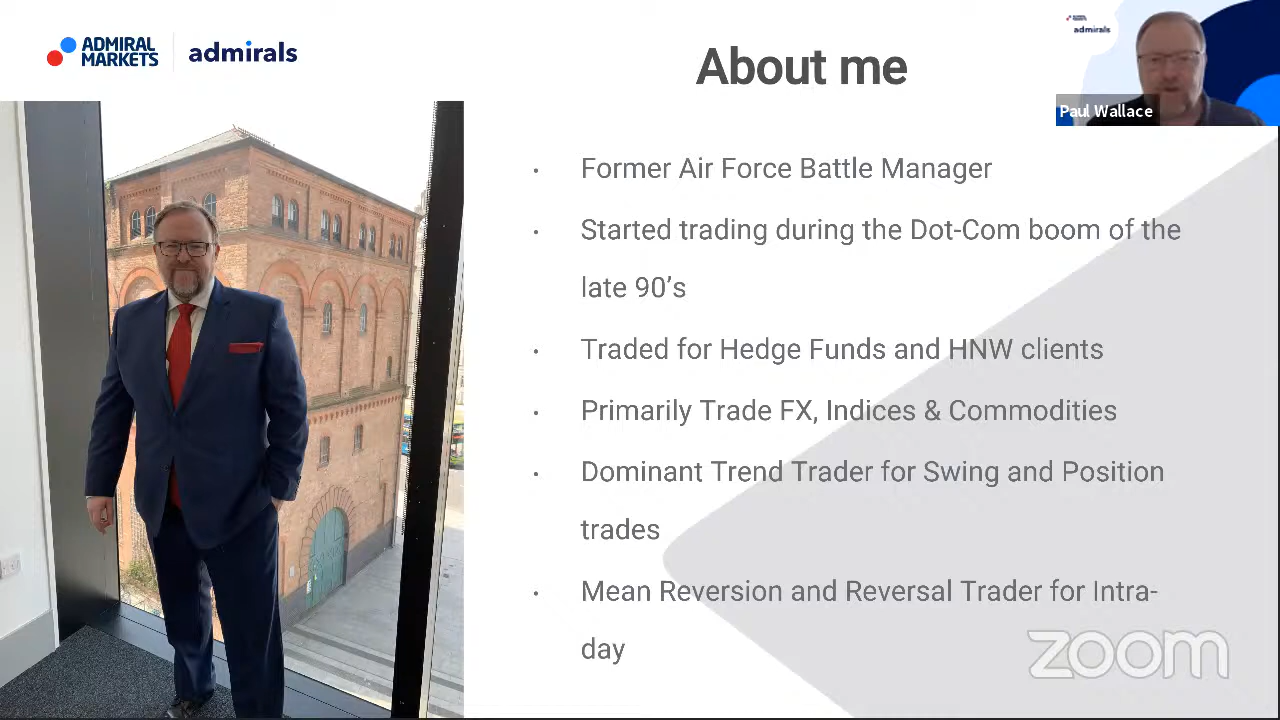 ADMIRAL
MARKETS
admirals
About me
admirals
Paul Wallace
Former Air Force Battle Manager
Started trading during the Dot-Com boom of the
late 90’s
Traded for Hedge Funds and HNW clients
Primarily Trade FX, Indices & Commodities
Dominant Trend Trader for Swing and Position
trades
Mean Reversion and Reversal Trader for Intra-
day
zoom